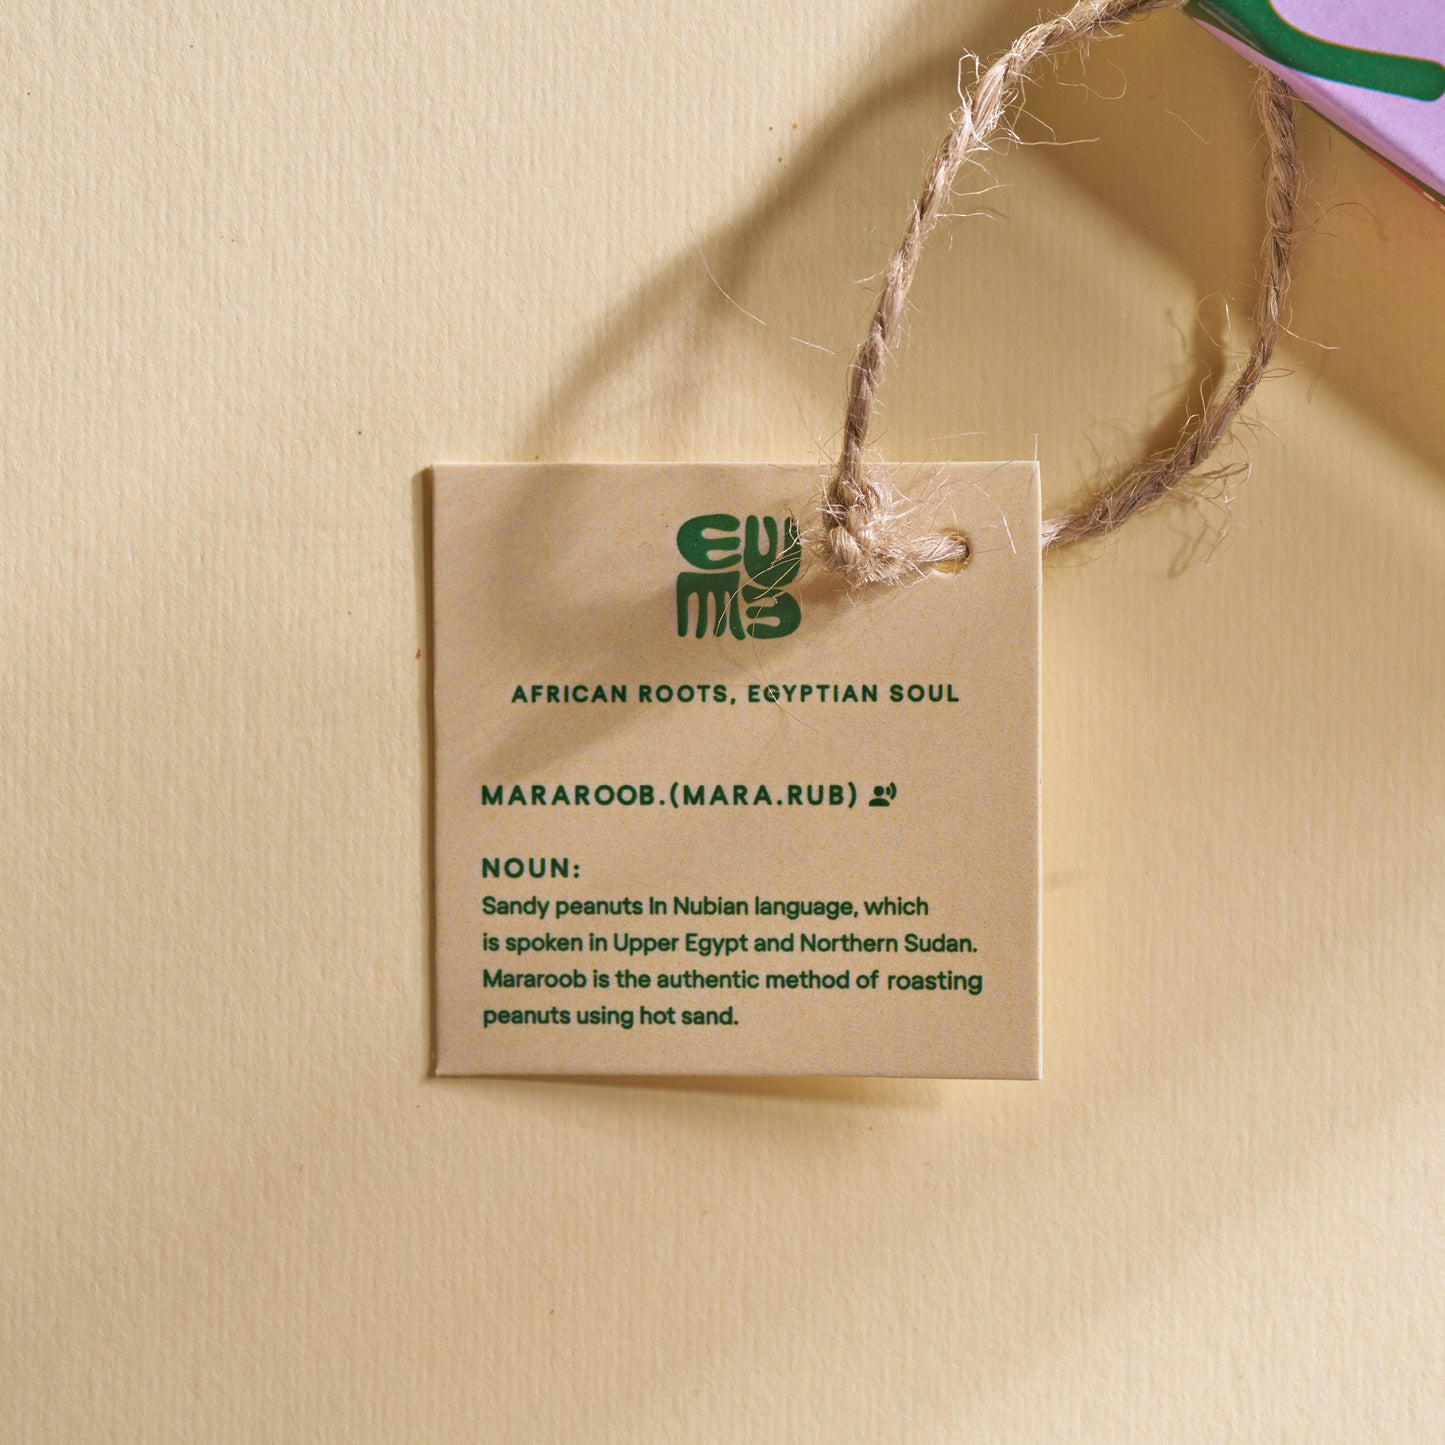 AFRICAN ROOTS, EGYPTIAN SOUL
MARAROOB.(MARA.RUB)
NOUN:
Sandy peanuts In Nubian language, which
is spoken in Upper Egypt and Northern Sudan.
Mararoob is the authentic method of roasting
peanuts using hot sand.